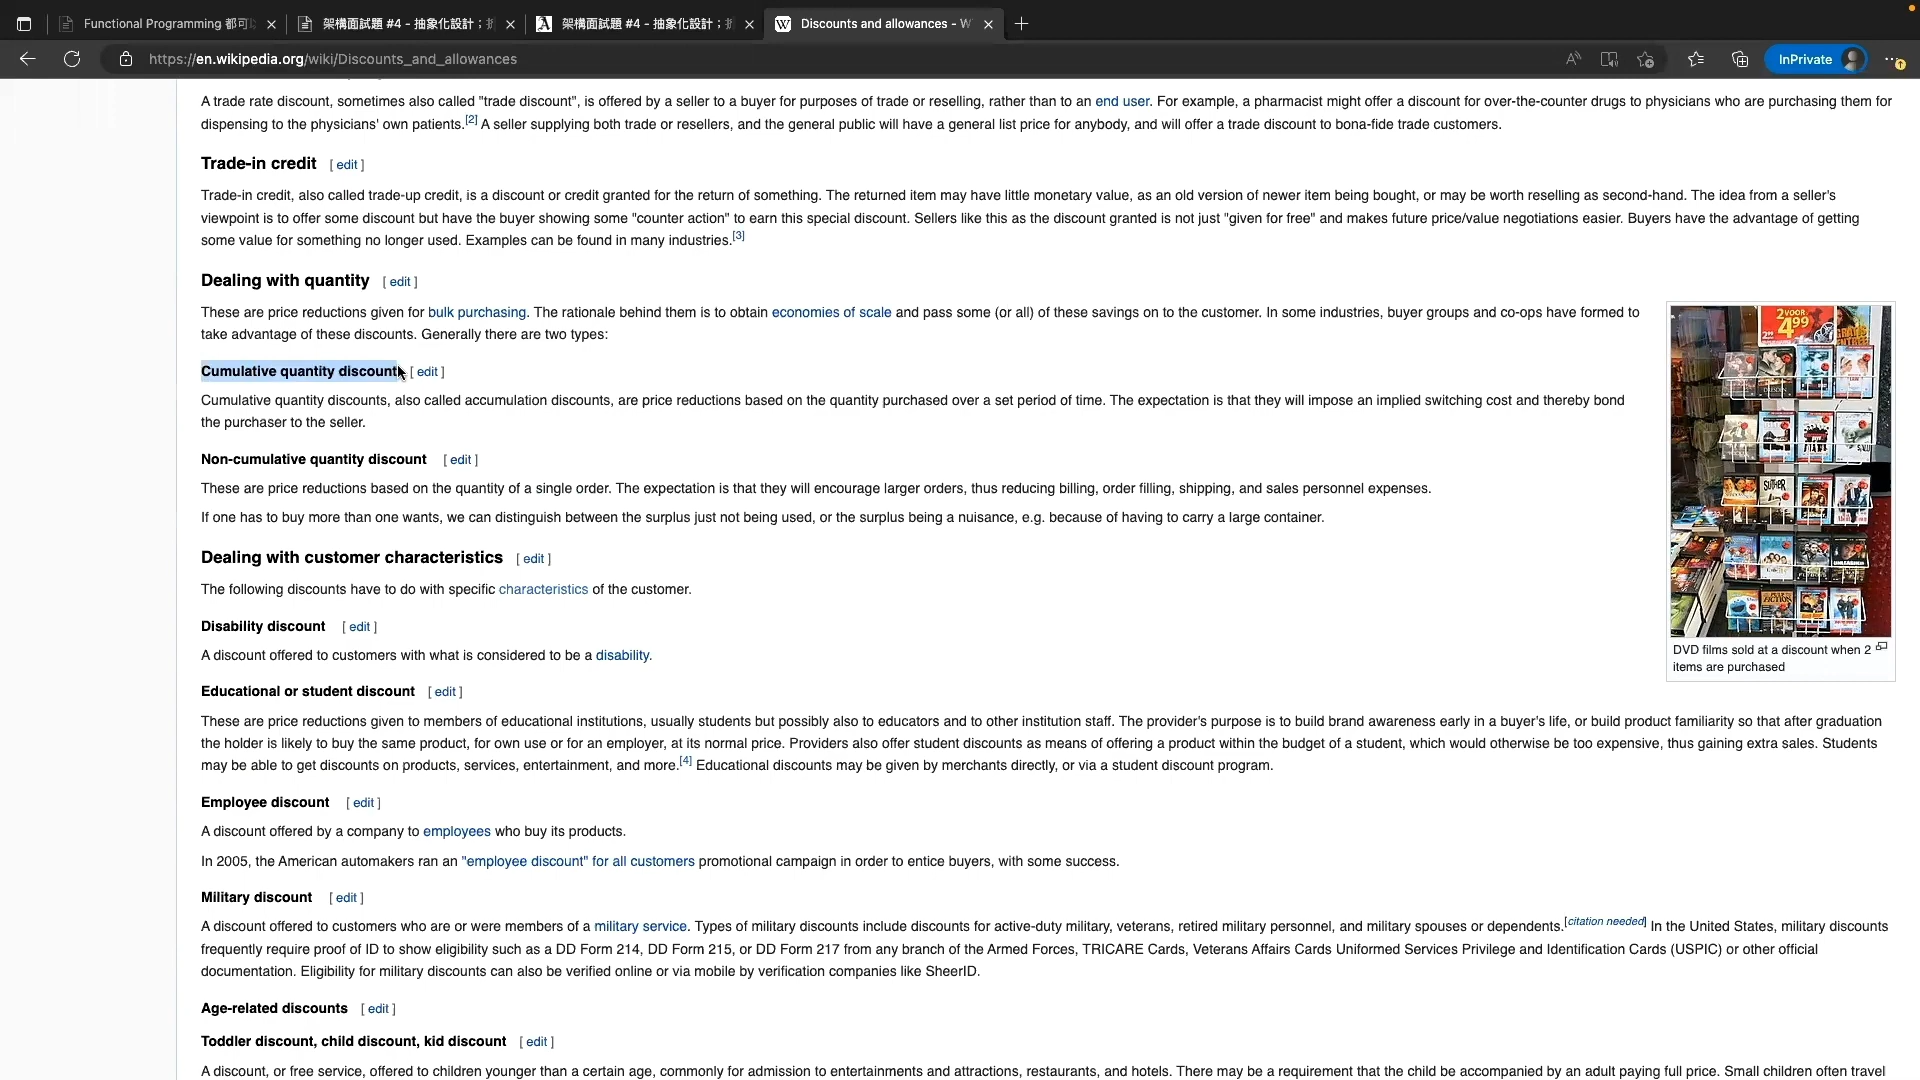 Functional Programming 都可
架構面試題 #4 - 抽象化設計；折
架構面試題 #4 - 抽象化設計；折
Discounts and allowances - W
https://en.wikipedia.org/wiki/Discounts_and_allowances
InPrivate
A trade rate discount, sometimes also called "trade discount", is offered by a seller to a buyer for purposes of trade or reselling, rather than to an end user. For example, a pharmacist might offer a discount for over-the-counter drugs to physicians who are purchasing them for
dispensing to the physicians' own patients.[2] A seller supplying both trade or resellers, and the general public will have a general list price for anybody, and will offer a trade discount to bona-fide trade customers.
Trade-in credit [ edit ]
Trade-in credit, also called trade-up credit, is a discount or credit granted for the return of something. The returned item may have little monetary value, as an old version of newer item being bought, or may be worth reselling as second-hand. The idea from a seller's
viewpoint is to offer some discount but have the buyer showing some "counter action" to earn this special discount. Sellers like this as the discount granted is not just "given for free" and makes future price/value negotiations easier. Buyers have the advantage of getting
some value for something no longer used. Examples can be found in many industries.[3]
Dealing with quantity [ edit ]
These are price reductions given for bulk purchasing. The rationale behind them is to obtain economies of scale and pass some (or all) of these savings on to the customer. In some industries, buyer groups and co-ops have formed to
take advantage of these discounts. Generally there are two types:
Cumulative quantity discount [ edit ]
Cumulative quantity discounts, also called accumulation discounts, are price reductions based on the quantity purchased over a set period of time. The expectation is that they will impose an implied switching cost and thereby bond
the purchaser to the seller.
Non-cumulative quantity discount [ edit ]
These are price reductions based on the quantity of a single order. The expectation is that they will encourage larger orders, thus reducing billing, order filling, shipping, and sales personnel expenses.
If one has to buy more than one wants, we can distinguish between the surplus just not being used, or the surplus being a nuisance, e.g. because of having to carry a large container.
2VOOR
4.99
DVD films sold at a discount when 2
items are purchased
Dealing with customer characteristics [ edit ]
The following discounts have to do with specific characteristics of the customer.
Disability discount [ edit ]
A discount offered to customers with what is considered to be a disability.
Educational or student discount [ edit ]
These are price reductions given to members of educational institutions, usually students but possibly also to educators and to other institution staff. The provider's purpose is to build brand awareness early in a buyer's life, or build product familiarity so that after graduation
the holder is likely to buy the same product, for own use or for an employer, at its normal price. Providers also offer student discounts as means of offering a product within the budget of a student, which would otherwise be too expensive, thus gaining extra sales. Students
may be able to get discounts on products, services, entertainment, and more.[4] Educational discounts may be given by merchants directly, or via a student discount program.
Employee discount [ edit ]
A discount offered by a company to employees who buy its products.
In 2005, the American automakers ran an "employee discount" for all customers promotional campaign in order to entice buyers, with some success.
Military discount [ edit ]
A discount offered to customers who are or were members of a military service. Types of military discounts include discounts for active-duty military, veterans, retired military personnel, and military spouses or dependents.[citation needed] In the United States, military discounts
frequently require proof of ID to show eligibility such as a DD Form 214, DD Form 215, or DD Form 217 from any branch of the Armed Forces, TRICARE Cards, Veterans Affairs Cards Uniformed Services Privilege and Identification Cards (USPIC) or other official
documentation. Eligibility for military discounts can also be verified online or via mobile by verification companies like SheerID.
Age-related discounts [ edit ]
Toddler discount, child discount, kid discount [ edit ]
A discount, or free service, offered to children younger than a certain age, commonly for admission to entertainments and attractions, restaurants, and hotels. There may be a requirement that the child be accompanied by an adult paying full price. Small children often travel